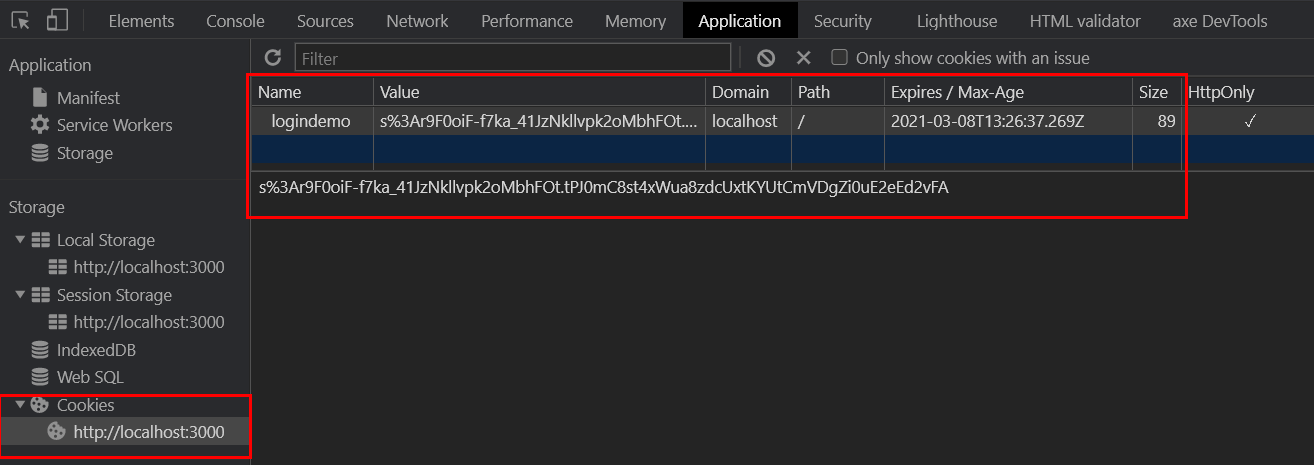 Elements Console Sources Network Performance Memory Application Security Lighthouse HTML validator axe DevTools
Application
Manifest
Service Workers
Storage
Storage
Local Storage
http://localhost:3000
Session Storage
http://localhost:3000
IndexedDB
Web SQL
Cookies
http://localhost:3000
Filter Only show cookies with an issue
Name Value Domain Path Expires / Max-Age Size HttpOnly
logindemo s%3Ar9F0oiF-f7ka_41JzNkllvpk2oMbhFOt.... localhost / 2021-03-08T13:26:37.269Z 89 ✓
s%3Ar9F0oiF-f7ka_41JzNkllvpk2oMbhFOt.tPJ0mC8st4xWua8zdcUxtKYUtCmVDgZi0uE2eEd2vFA